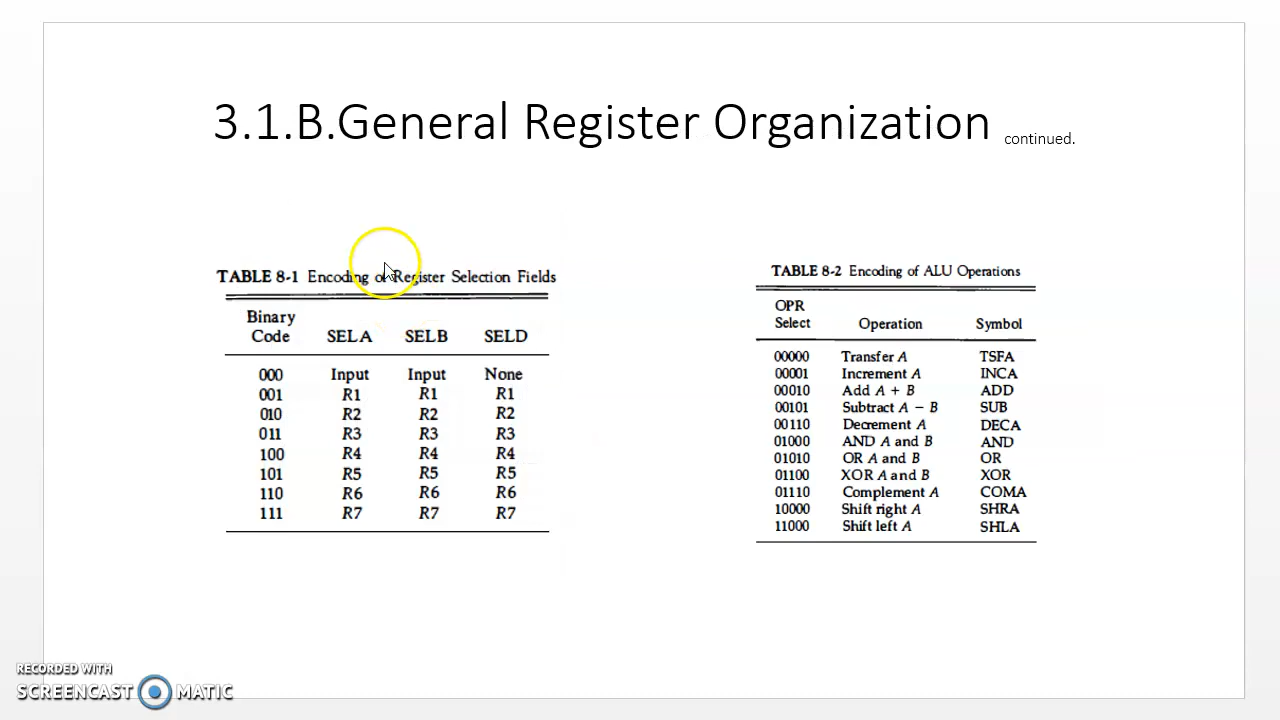 3.1.B.General Register Organization continued.
TABLE 8-1 Encoding of Register Selection Fields
Binary Code SELA SELB SELD
000 Input Input None
001 R1 R1 R1
010 R2 R2 R2
011 R3 R3 R3
100 R4 R4 R4
101 R5 R5 R5
110 R6 R6 R6
111 R7 R7 R7
TABLE 8-2 Encoding of ALU Operations
OPR
Select Operation Symbol
00000 Transfer A TSFA
00001 Increment A INCA
00010 Add A + B ADD
00101 Subtract A − B SUB
00110 Decrement A DECA
01000 AND A and B AND
01010 OR A and B OR
01100 XOR A and B XOR
01110 Complement A COMA
10000 Shift right A SHRA
11000 Shift left A SHLA
RECORDED WITH
SCREENCAST MATIC